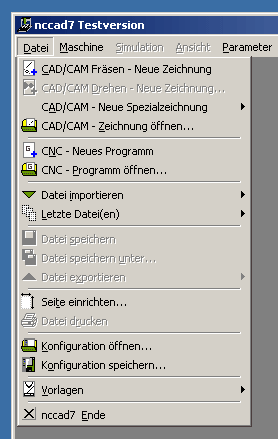 nccad7 Testversion
Datei Maschine Simulation Ansicht Parameter
CAD/CAM Fräsen - Neue Zeichnung
CAD/CAM Drehen - Neue Zeichnung...
CAD/CAM - Neue Spezialzeichnung
CAD/CAM - Zeichnung öffnen...
CNC - Neues Programm
CNC - Programm öffnen...
Datei importieren
Letzte Datei(en)
Datei speichern
Datei speichern unter...
Datei exportieren
Seite einrichten...
Datei drucken
Konfiguration öffnen...
Konfiguration speichern...
Vorlagen
nccad7 Ende